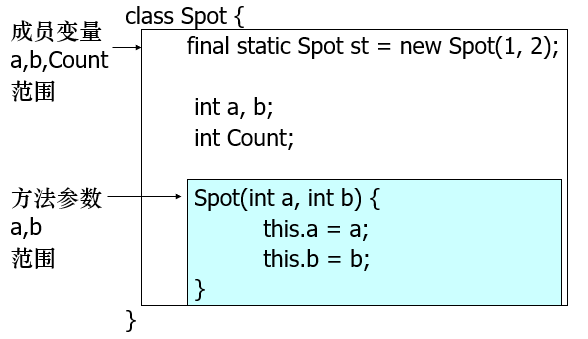 class Spot {
成员变量
a,b,Count
范围
final static Spot st = new Spot(1, 2);
int a, b;
int Count;
方法参数
a,b
范围
Spot(int a, int b) {
this.a = a;
this.b = b;
}
}